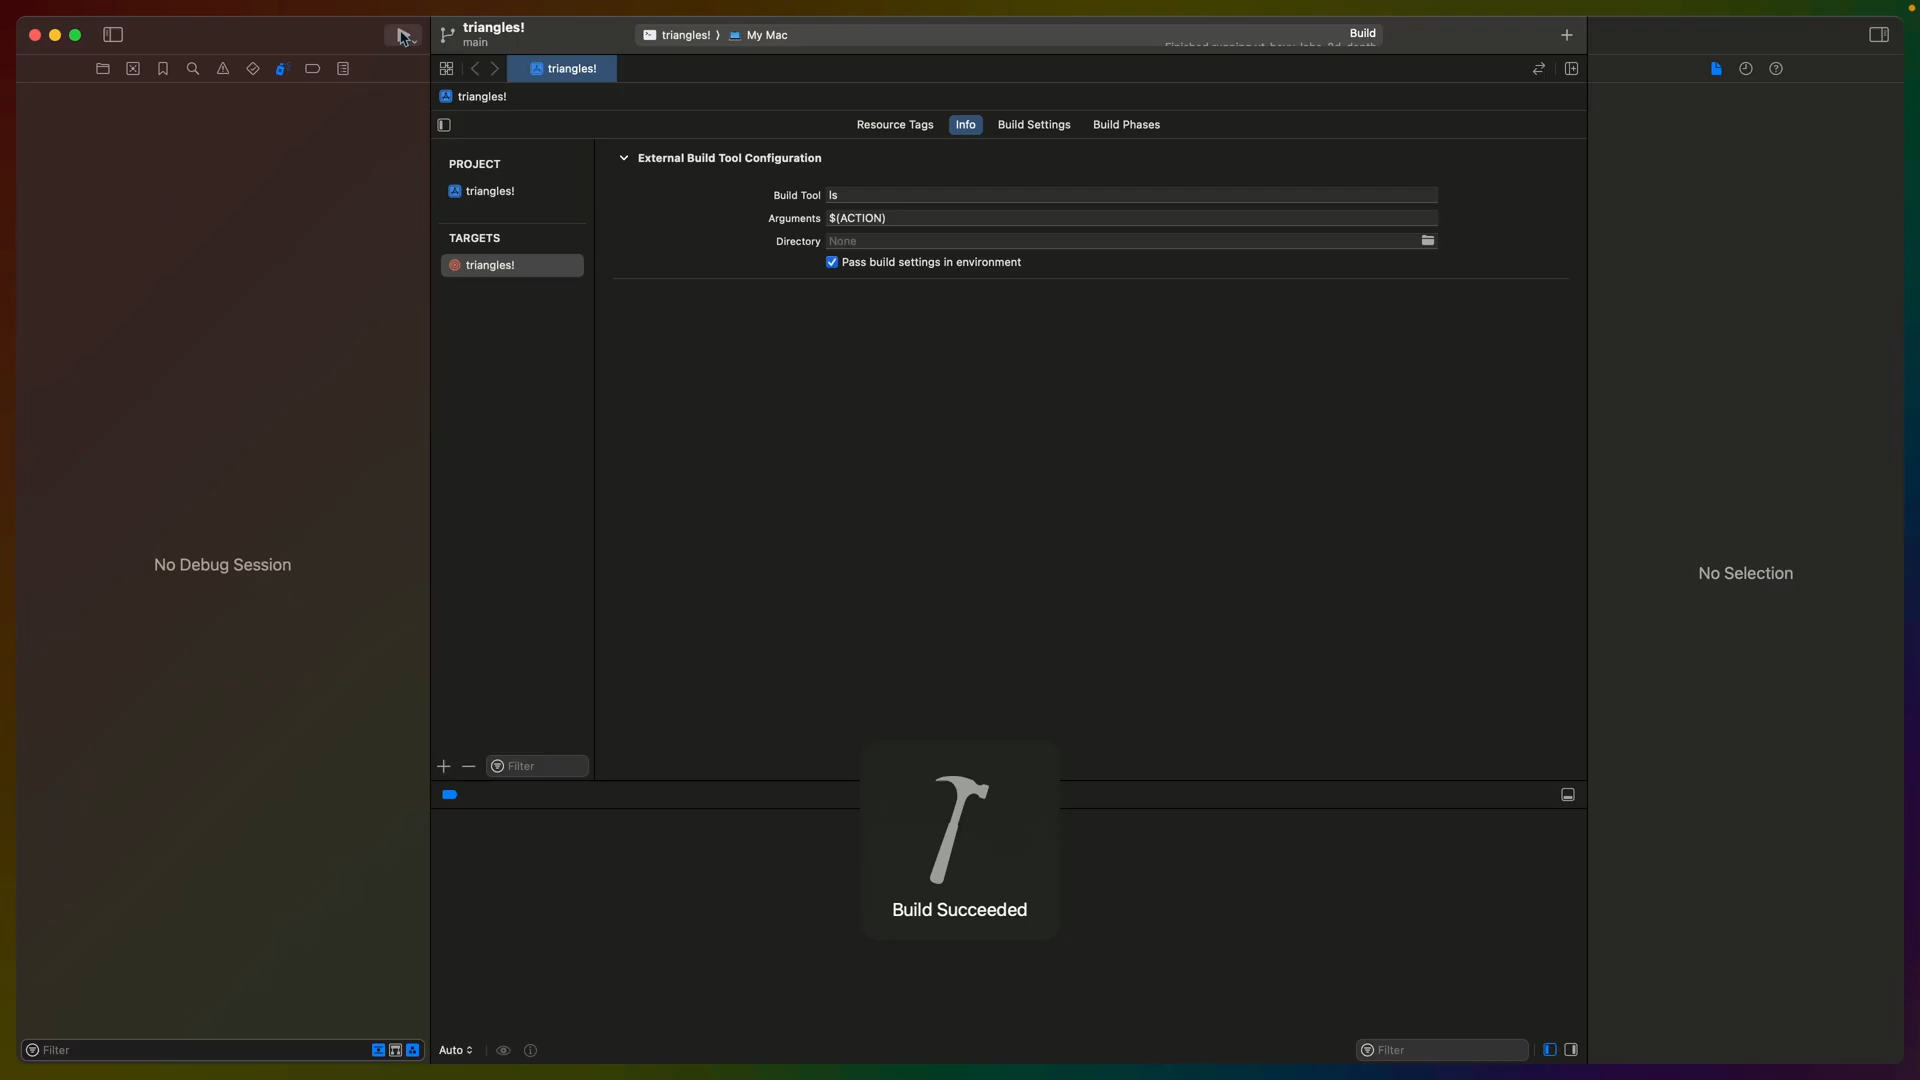 triangles!
main
triangles! ⟩ My Mac
Build
triangles!
triangles!
Resource Tags
Info
Build Settings
Build Phases
PROJECT
triangles!
TARGETS
triangles!
External Build Tool Configuration
Build Tool ls
Arguments $(ACTION)
Directory None
Pass build settings in environment
No Debug Session
No Selection
Filter
Build Succeeded
Filter
Auto
Filter